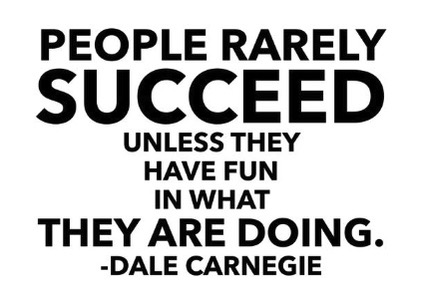 PEOPLE RARELY
SUCCEED
UNLESS THEY
HAVE FUN
IN WHAT
THEY ARE DOING.
-DALE CARNEGIE